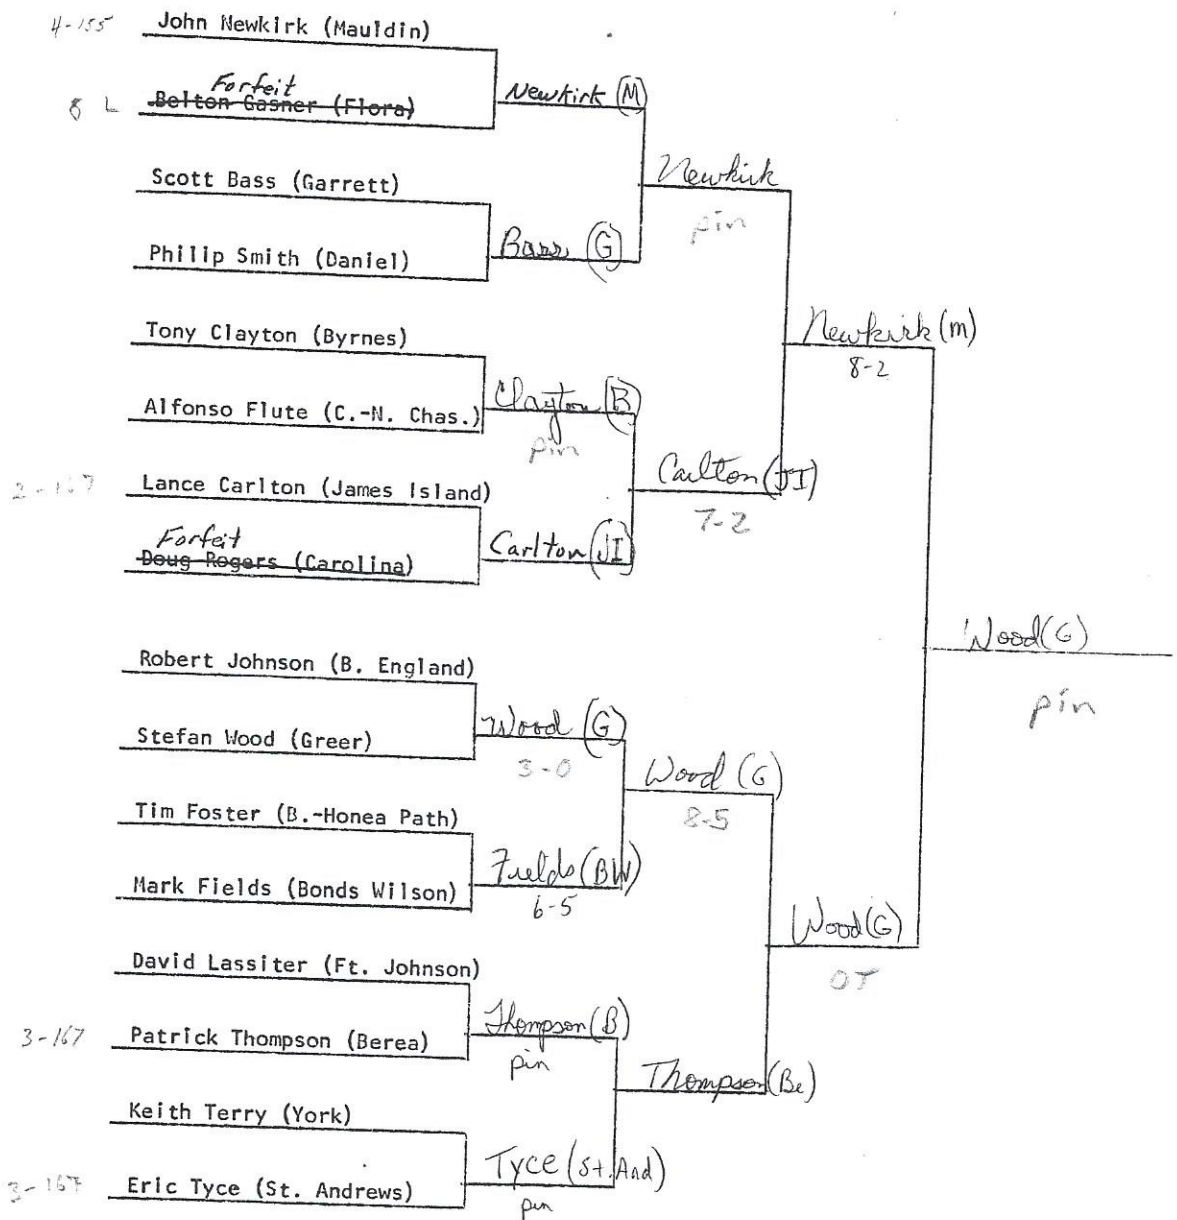 4-155 John Newkirk (Mauldin)
Forfeit
8 L Belton Gasner (Flora)
Newkirk (M)
Scott Bass (Garrett)
Newkirk
pin
Philip Smith (Daniel)
Bass (G)
Tony Clayton (Byrnes)
Newkirk (m)
8-2
Alfonso Flute (C.-N. Chas.)
Clayton (B)
pin
Lance Carlton (James Island)
2-167
Carlton (JI)
7-2
Forfeit
Doug Rogers (Carolina)
Carlton (JI)
Wood (G)
pin
Robert Johnson (B. England)
Stefan Wood (Greer)
Wood (G)
3-0
Wood (G)
8-5
Tim Foster (B.-Honea Path)
Mark Fields (Bonds Wilson)
Fields (BW)
6-5
Wood (G)
OT
David Lassiter (Ft. Johnson)
3-167 Patrick Thompson (Berea)
Thompson (B)
pin
Thompson (Be)
Keith Terry (York)
3-167 Eric Tyce (St. Andrews)
Tyce (St. And)
pin